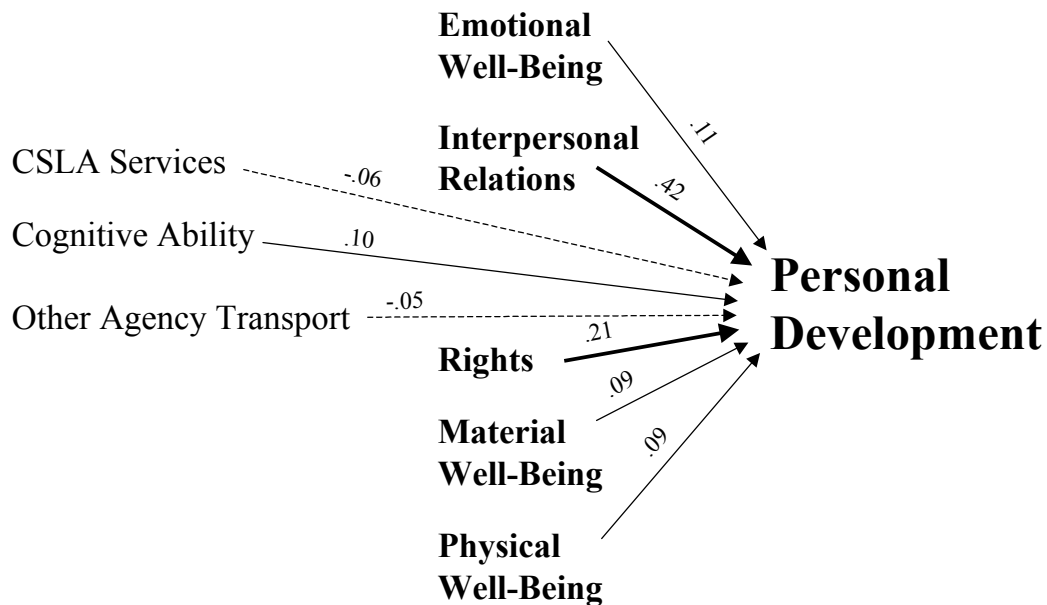 Emotional
Well-Being
.11
Interpersonal
Relations
.42
CSLA Services
-.06
Cognitive Ability
.10
Personal
Development
Other Agency Transport
-.05
.21
Rights
.09
Material
Well-Being
.09
Physical
Well-Being